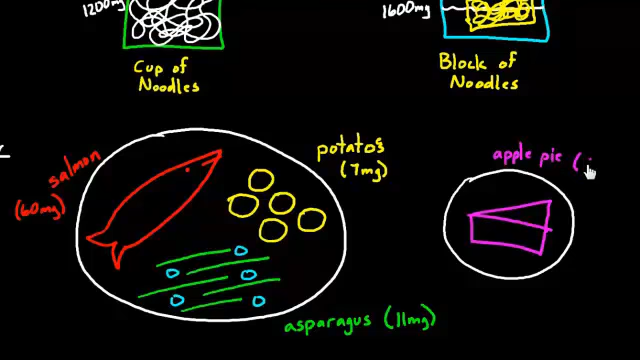 1200mg
1600mg
Cup of
Noodles
Block of
Noodles
salmon
(60mg)
potatos
(7mg)
apple pie (
asparagus (11mg)